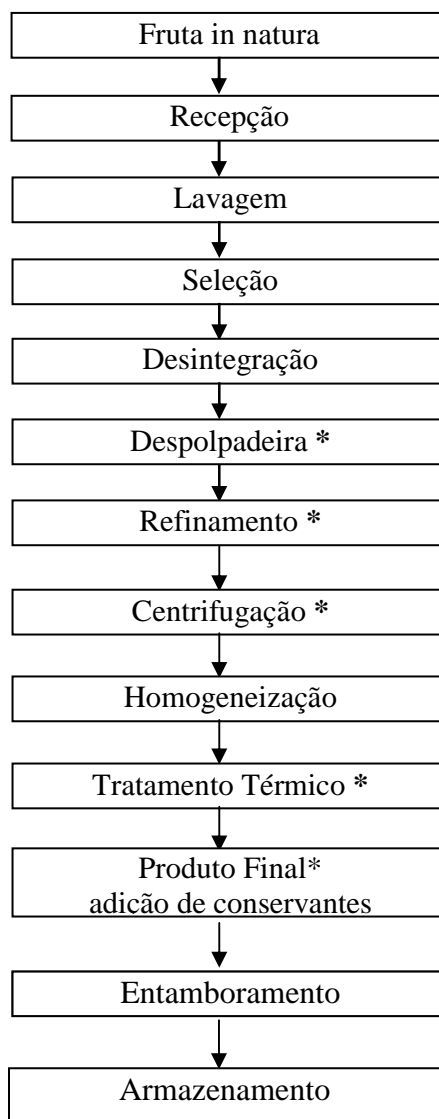 Fruta in natura
Recepção
Lavagem
Seleção
Desintegração
Despolpadeira *
Refinamento *
Centrifugação *
Homogeneização
Tratamento Térmico *
Produto Final*
adição de conservantes
Entamboramento
Armazenamento